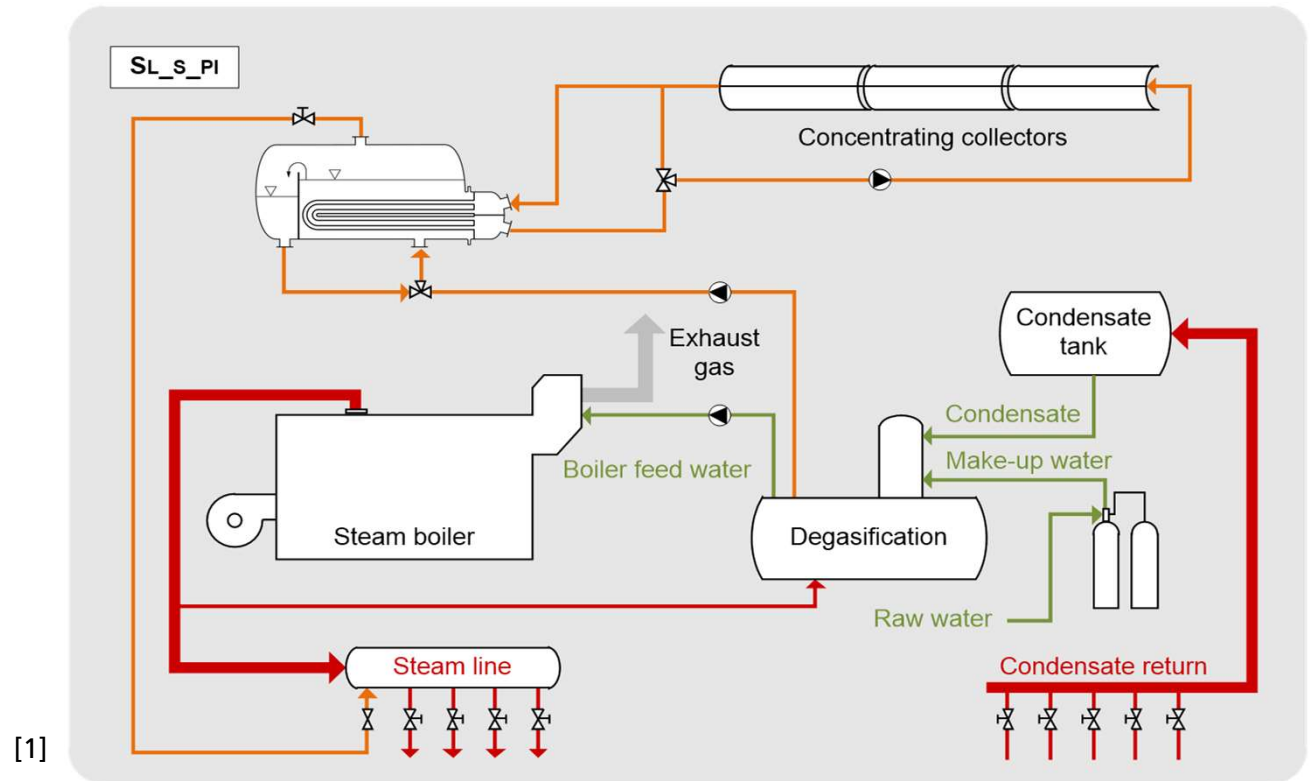 SL_S_PI
Concentrating collectors
Exhaust
gas
Condensate
tank
Condensate
Make-up water
Boiler feed water
Steam boiler
Degasification
Raw water
Steam line
Condensate return
[1]